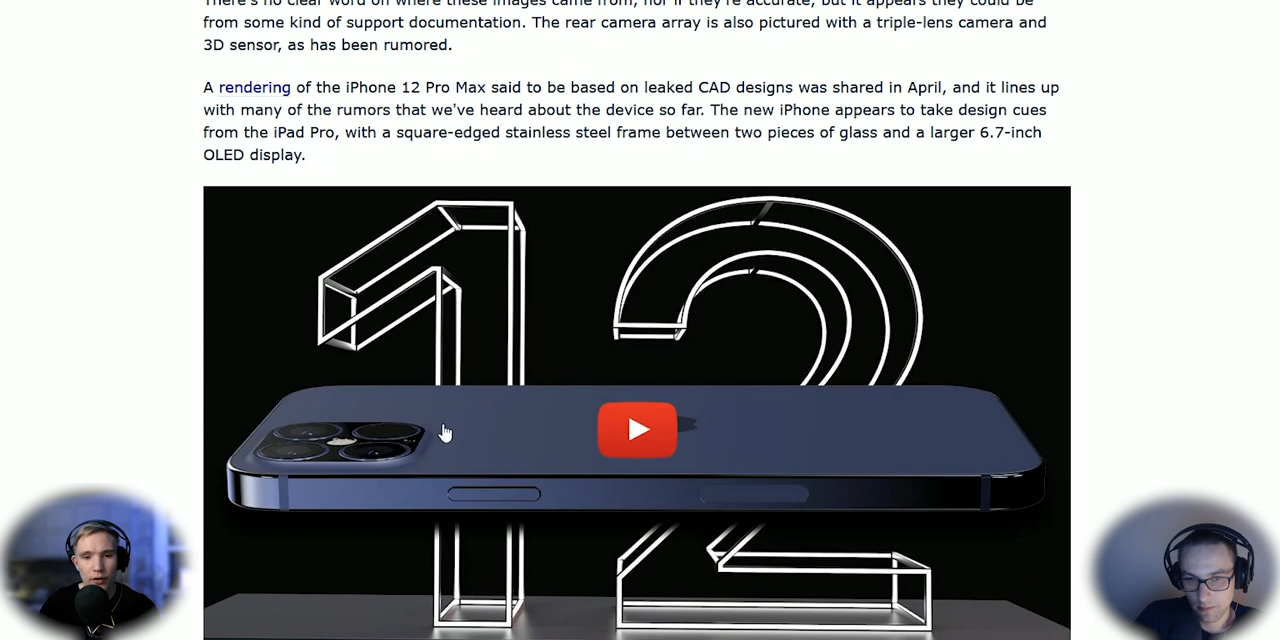 There's no clear word on where these images came from, nor if they're accurate, but it appears they could be
from some kind of support documentation. The rear camera array is also pictured with a triple-lens camera and
3D sensor, as has been rumored.
A rendering of the iPhone 12 Pro Max said to be based on leaked CAD designs was shared in April, and it lines up
with many of the rumors that we've heard about the device so far. The new iPhone appears to take design cues
from the iPad Pro, with a square-edged stainless steel frame between two pieces of glass and a larger 6.7-inch
OLED display.
12